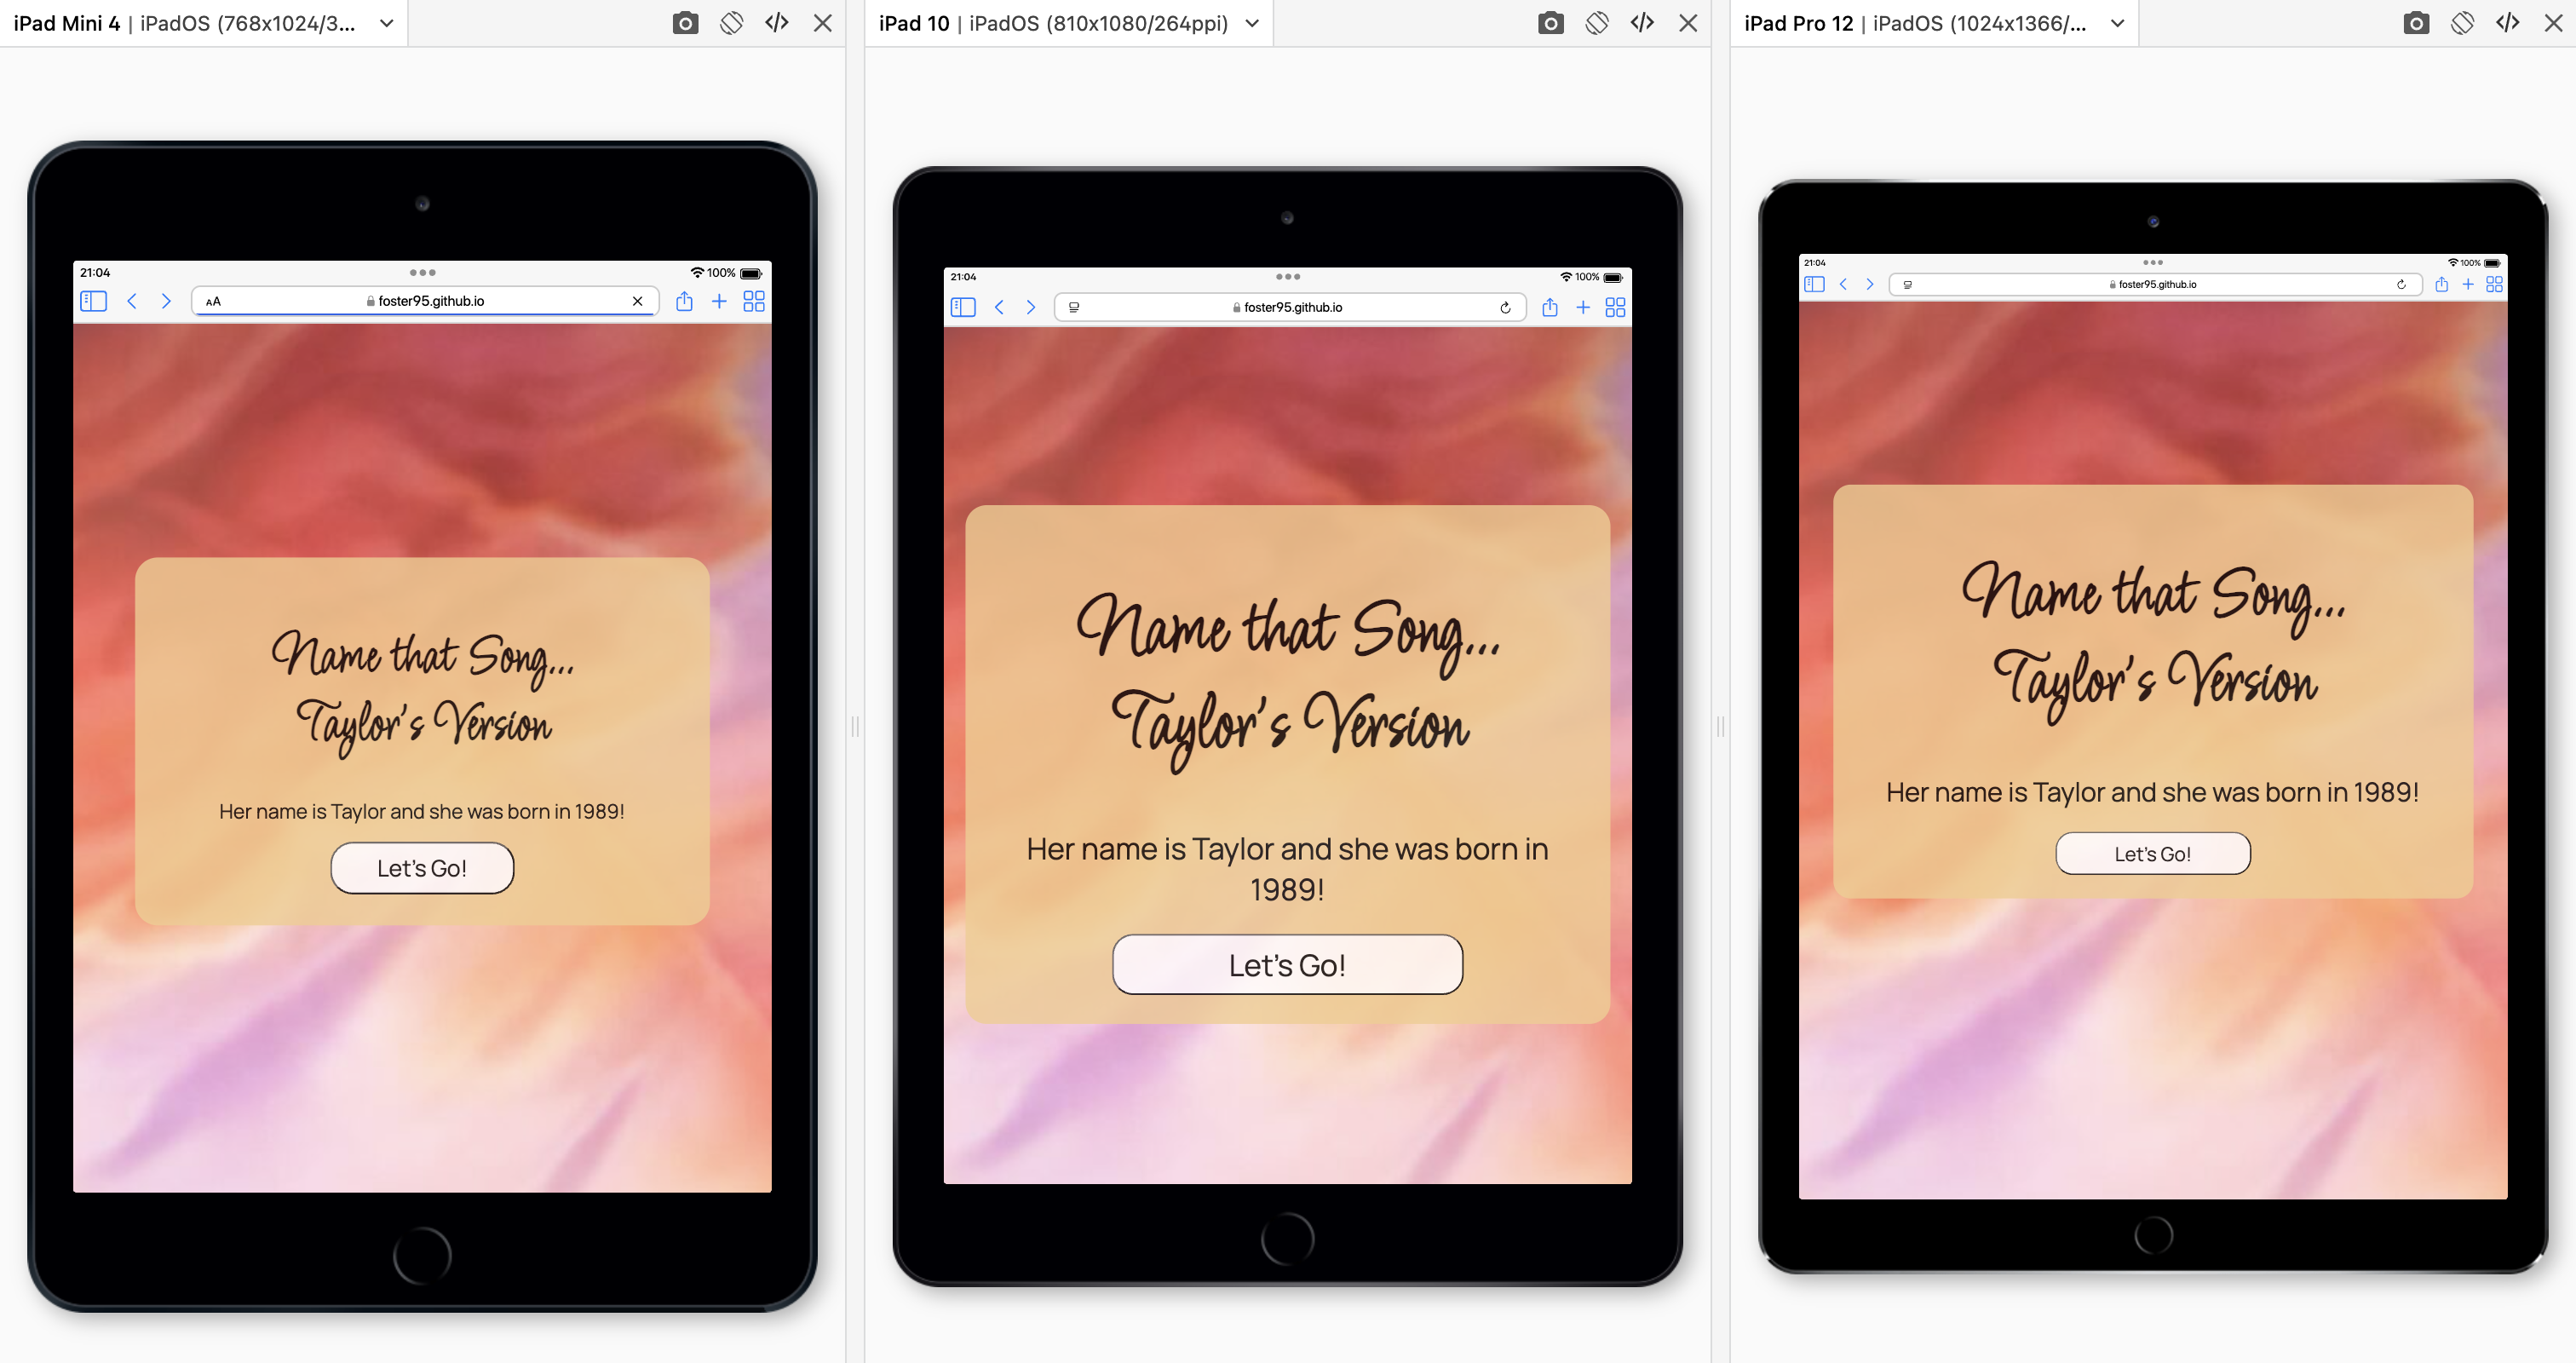 iPad Mini 4 | iPadOS (768x1024/3...
21:04
100%
AA
foster95.github.io
Name that Song...
Taylor's Version
Her name is Taylor and she was born in 1989!
Let's Go!
iPad 10 | iPadOS (810x1080/264ppi)
21:04
100%
foster95.github.io
Name that Song...
Taylor's Version
Her name is Taylor and she was born in
1989!
Let's Go!
iPad Pro 12 | iPadOS (1024x1366/...
21:04
100%
foster95.github.io
Name that Song...
Taylor's Version
Her name is Taylor and she was born in 1989!
Let's Go!